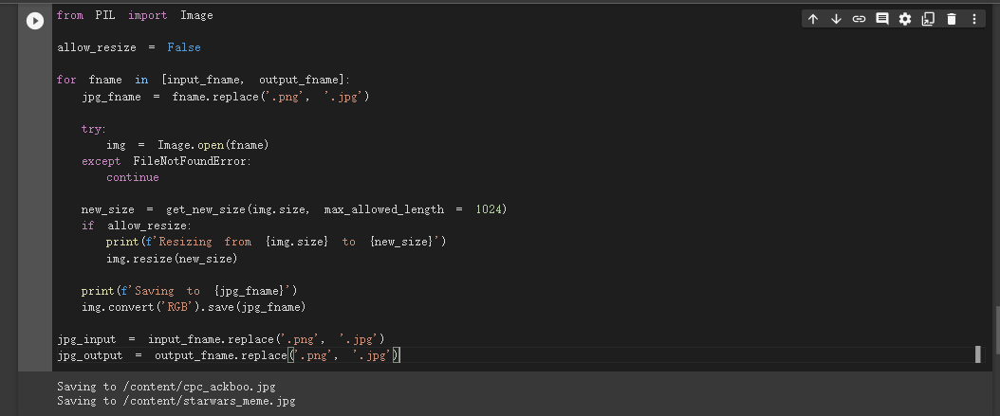 from PIL import Image
allow_resize = False
for fname in [input_fname, output_fname]:
jpg_fname = fname.replace('.png', '.jpg')
try:
img = Image.open(fname)
except FileNotFoundError:
continue
new_size = get_new_size(img.size, max_allowed_length = 1024)
if allow_resize:
print(f'Resizing from {img.size} to {new_size}')
img.resize(new_size)
print(f'Saving to {jpg_fname}')
img.convert('RGB').save(jpg_fname)
jpg_input = input_fname.replace('.png', '.jpg')
jpg_output = output_fname.replace('.png', '.jpg')
Saving to /content/cpc_ackboo.jpg
Saving to /content/starwars_meme.jpg